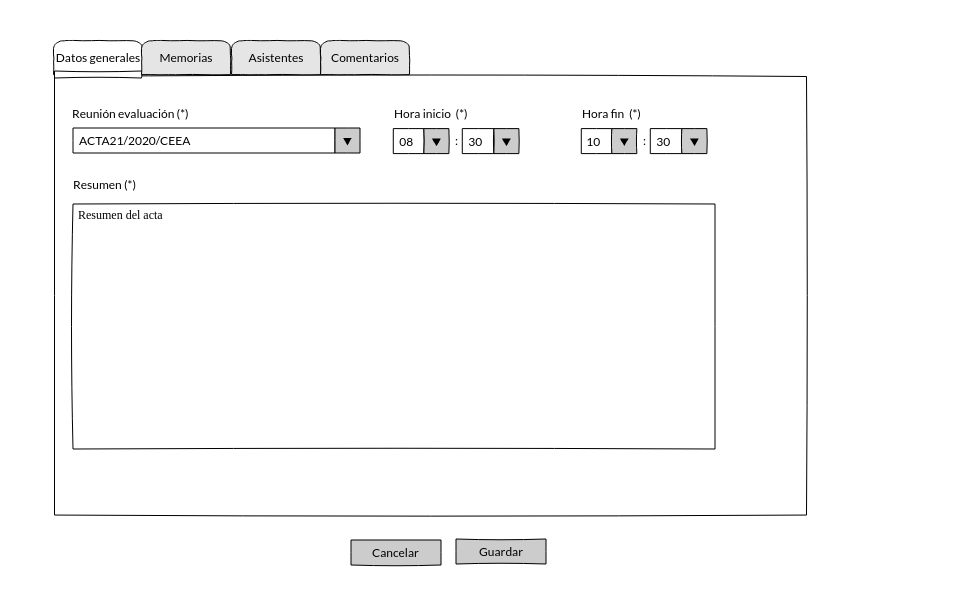 Datos generales Memorias Asistentes Comentarios
Reunión evaluación (*) Hora inicio (*) Hora fin (*)
ACTA21/2020/CEEA 08 : 30 10 : 30
Resumen (*)
Resumen del acta
Cancelar Guardar